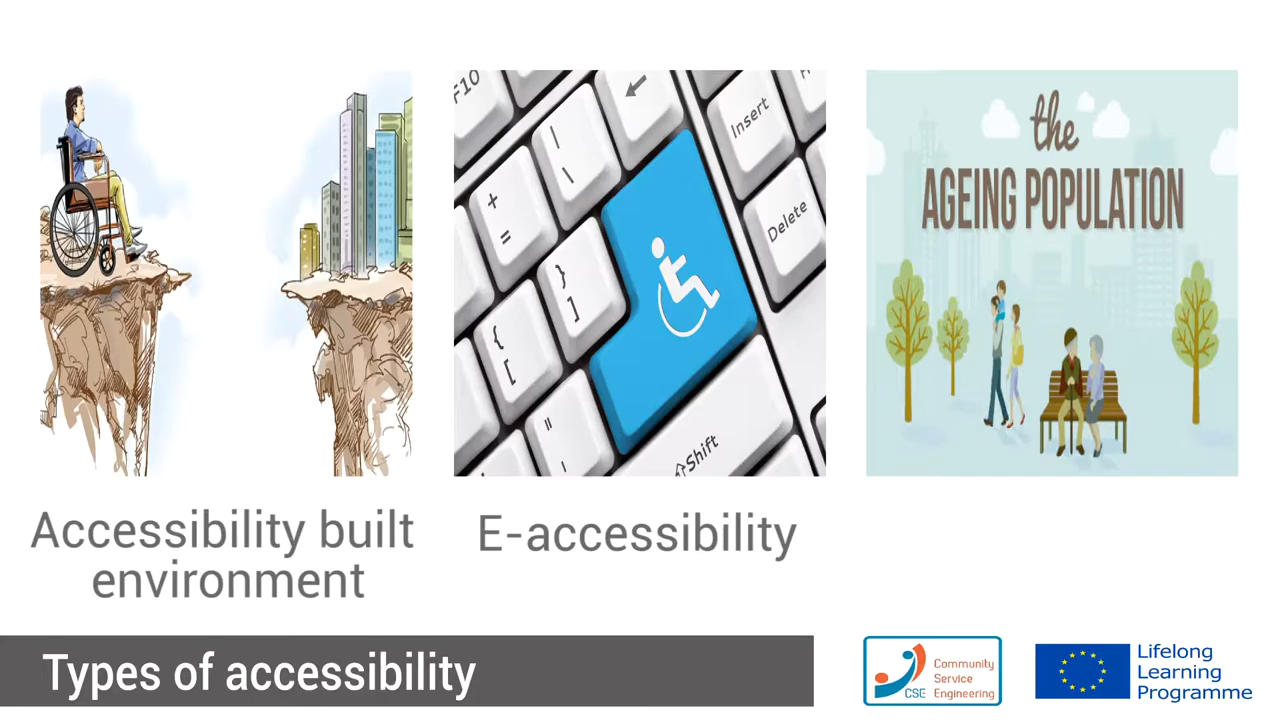 F10
Insert
Delete
+
=
|
\
}
]
{
[
"
'
Shift
the
AGEING POPULATION
Accessibility built
environment
E-accessibility
Types of accessibility
Community
Service
CSE Engineering
Lifelong
Learning
Programme